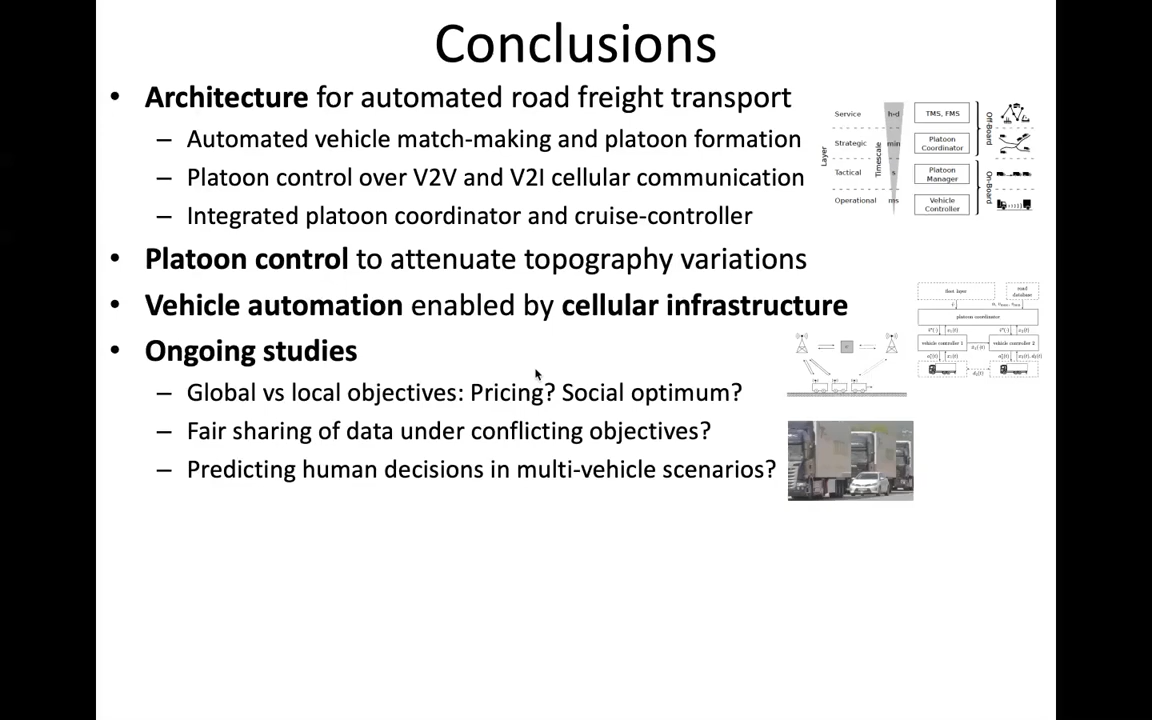 Conclusions
• Architecture for automated road freight transport
– Automated vehicle match-making and platoon formation
– Platoon control over V2V and V2I cellular communication
– Integrated platoon coordinator and cruise-controller
• Platoon control to attenuate topography variations
• Vehicle automation enabled by cellular infrastructure
• Ongoing studies
– Global vs local objectives: Pricing? Social optimum?
– Fair sharing of data under conflicting objectives?
– Predicting human decisions in multi-vehicle scenarios?
Layer
Service
Strategic
Tactical
Operational
Timescale
h-d
min
s
ms
TMS, FMS
Platoon
Coordinator
Platoon
Manager
Vehicle
Controller
Off-Board
On-Board
fleet layer
road
database
platoon coordinator
vehicle controller 1
vehicle controller 2